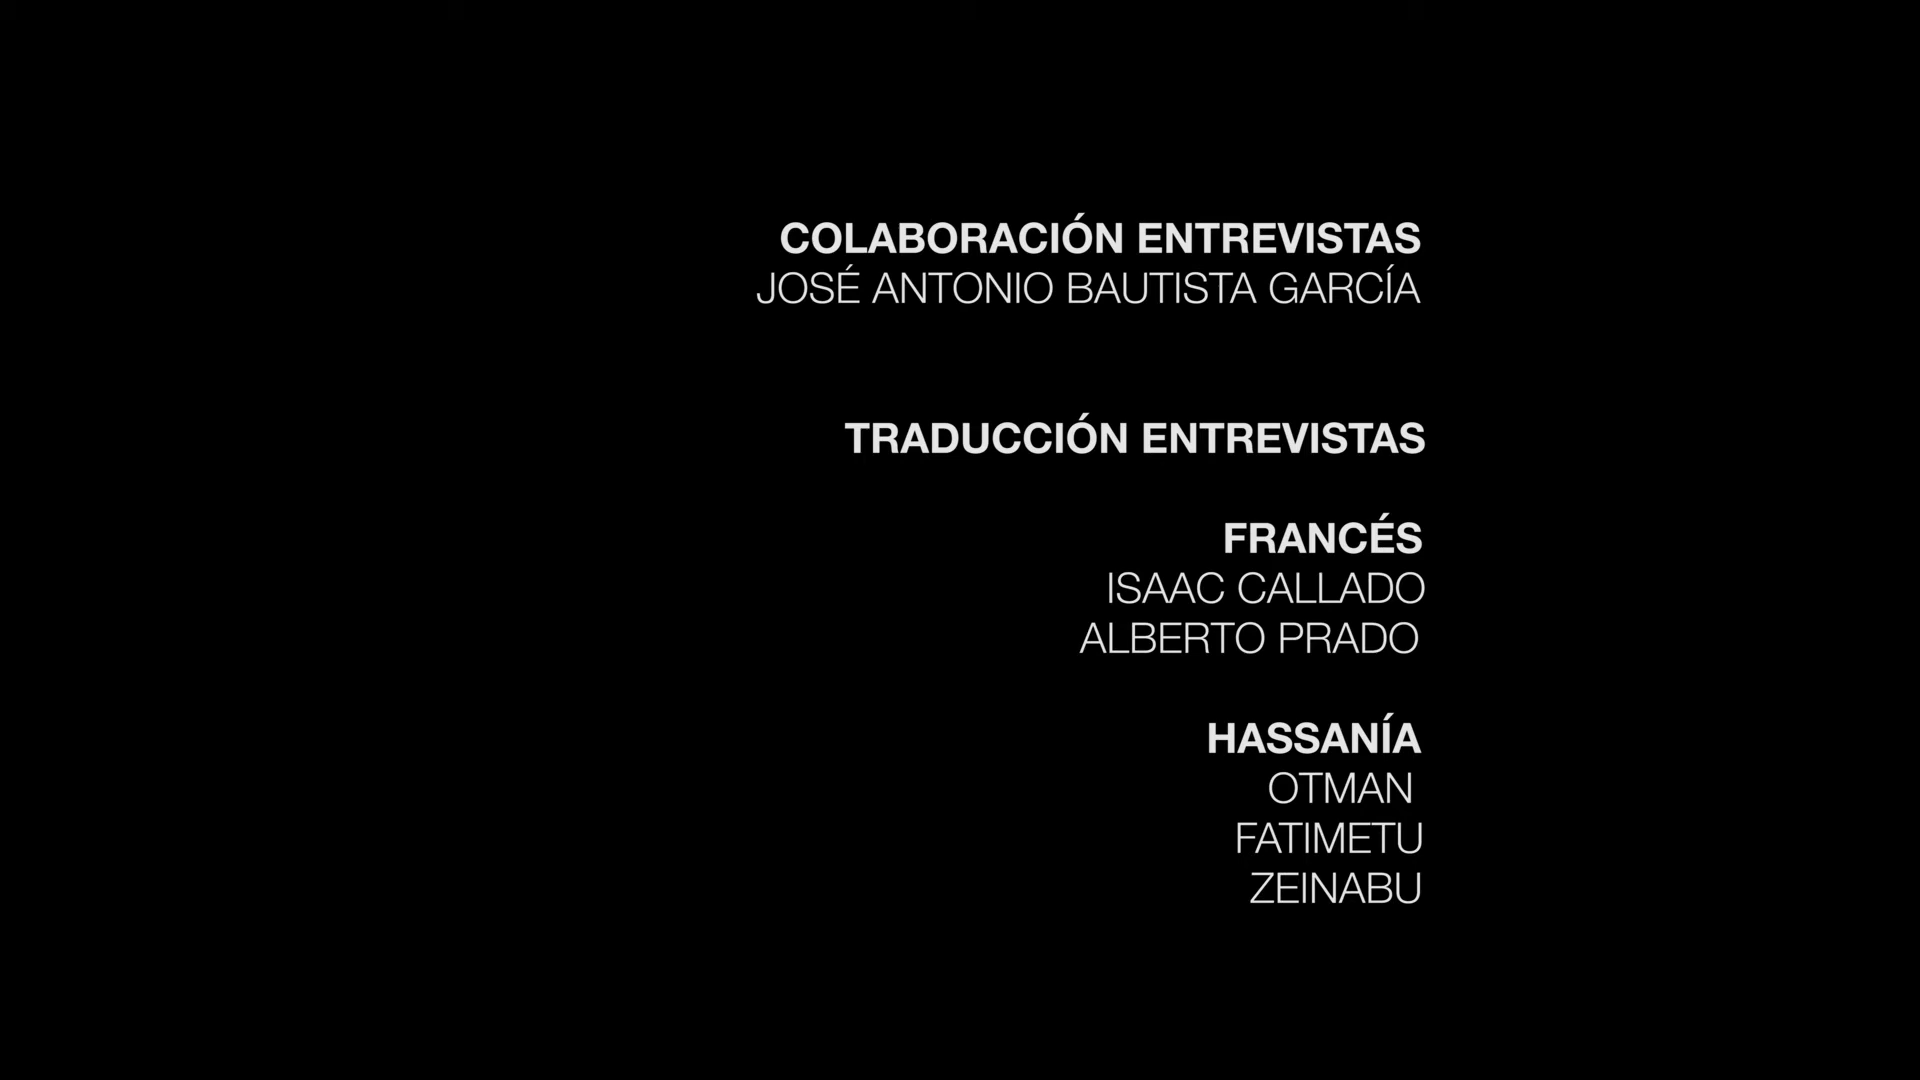 COLABORACIÓN ENTREVISTAS
JOSÉ ANTONIO BAUTISTA GARCÍA
TRADUCCIÓN ENTREVISTAS
FRANCÉS
ISAAC CALLADO
ALBERTO PRADO
HASSANÍA
OTMAN
FATIMETU
ZEINABU